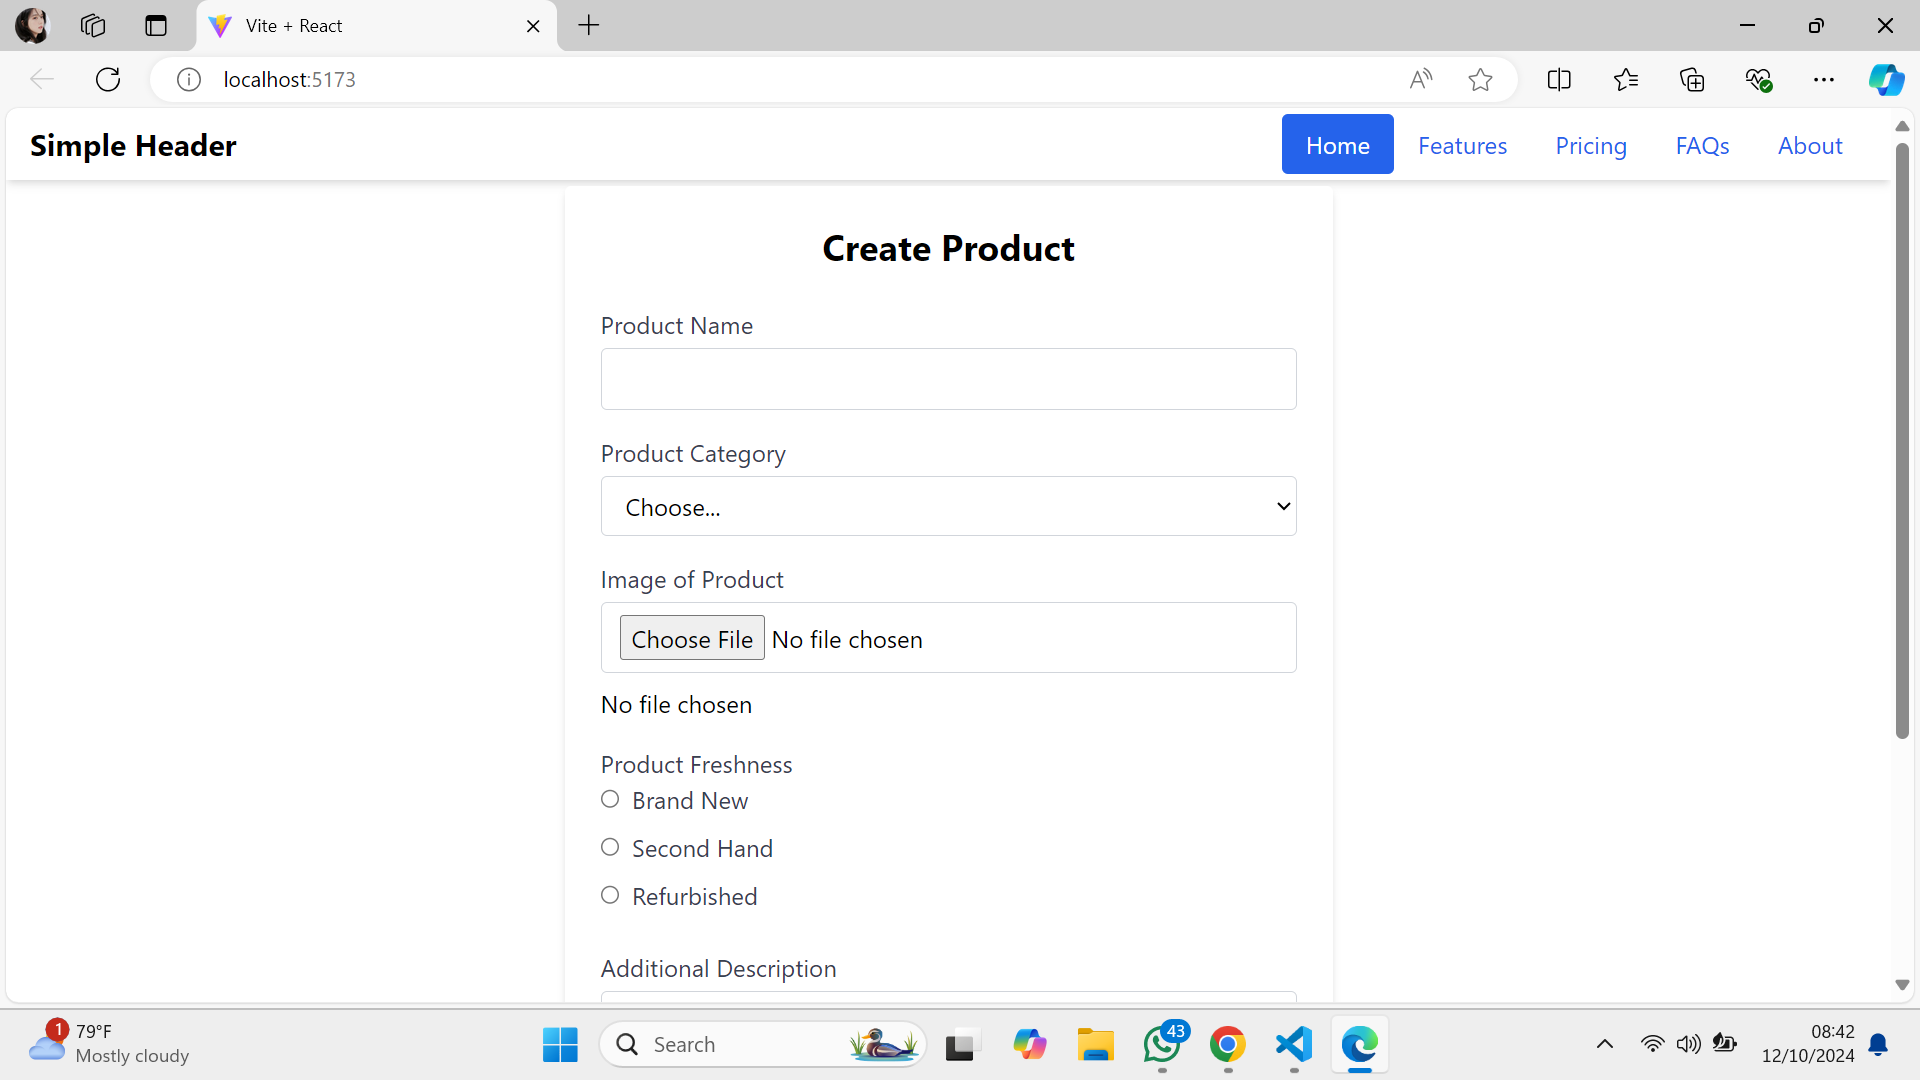 Vite + React
localhost:5173
Simple Header
Home
Features
Pricing
FAQs
About
Create Product
Product Name
Product Category
Choose...
Image of Product
Choose File No file chosen
No file chosen
Product Freshness
Brand New
Second Hand
Refurbished
Additional Description
1
79°F
Mostly cloudy
Search
43
08:42
12/10/2024